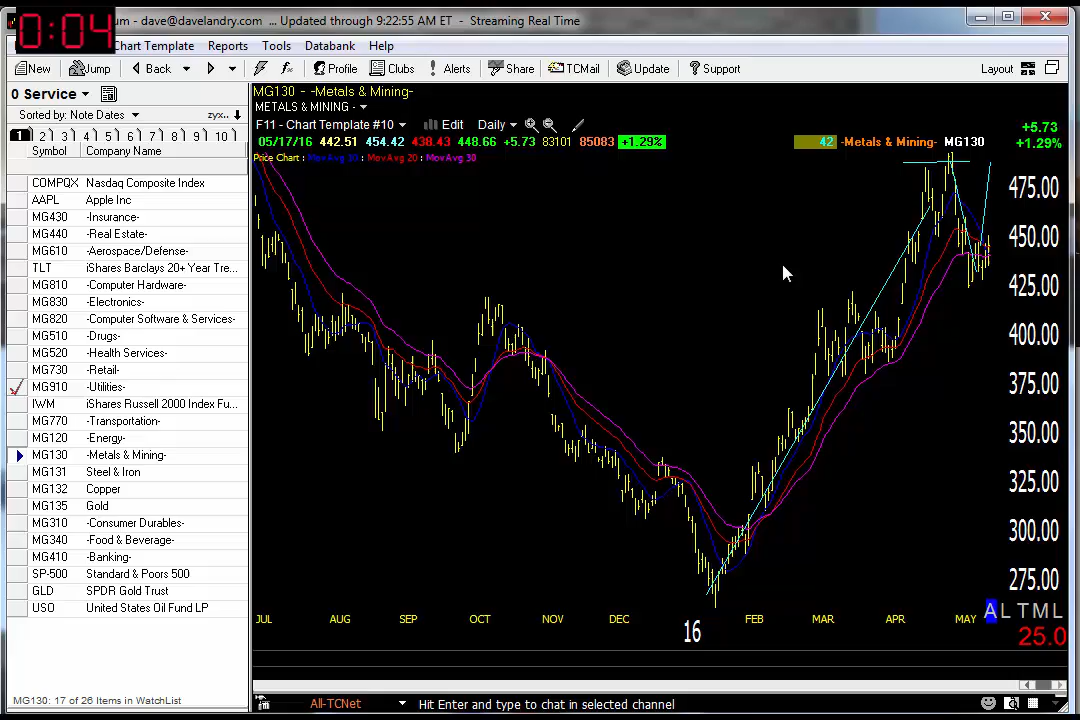 0:04
um - dave@davelandry.com ... Updated through 9:22:55 AM ET - Streaming Real Time
Chart Template Reports Tools Databank Help
New Jump Back Profile Clubs Alerts Share TCMail Update Support Layout
0 Service
Sorted by: Note Dates zyx..
1 2 3 4 5 6 7 8 9 10
Symbol Company Name
COMPQX Nasdaq Composite Index
AAPL Apple Inc
MG430 -Insurance-
MG440 -Real Estate-
MG610 -Aerospace/Defense-
TLT iShares Barclays 20+ Year Tre...
MG810 -Computer Hardware-
MG830 -Electronics-
MG820 -Computer Software & Services-
MG510 -Drugs-
MG520 -Health Services-
MG730 -Retail-
MG910 -Utilities-
IWM iShares Russell 2000 Index Fu...
MG770 -Transportation-
MG120 -Energy-
MG130 -Metals & Mining-
MG131 Steel & Iron
MG132 Copper
MG135 Gold
MG310 -Consumer Durables-
MG340 -Food & Beverage-
MG410 -Banking-
SP-500 Standard & Poors 500
GLD SPDR Gold Trust
USO United States Oil Fund LP
MG130: 17 of 26 Items in WatchList
MG130 - -Metals & Mining-
METALS & MINING -
F11 - Chart Template #10 Edit Daily
05/17/16 442.51 454.42 438.43 448.66 +5.73 83101 85083 +1.29% 42 -Metals & Mining- MG130
+5.73
+1.29%
Price Chart : MovAvg 10 : MovAvg 20 : MovAvg 30
475.00
450.00
425.00
400.00
375.00
350.00
325.00
300.00
275.00
JUL AUG SEP OCT NOV DEC 16 FEB MAR APR MAY
A L T M L
25.0
All-TCNet Hit Enter and type to chat in selected channel